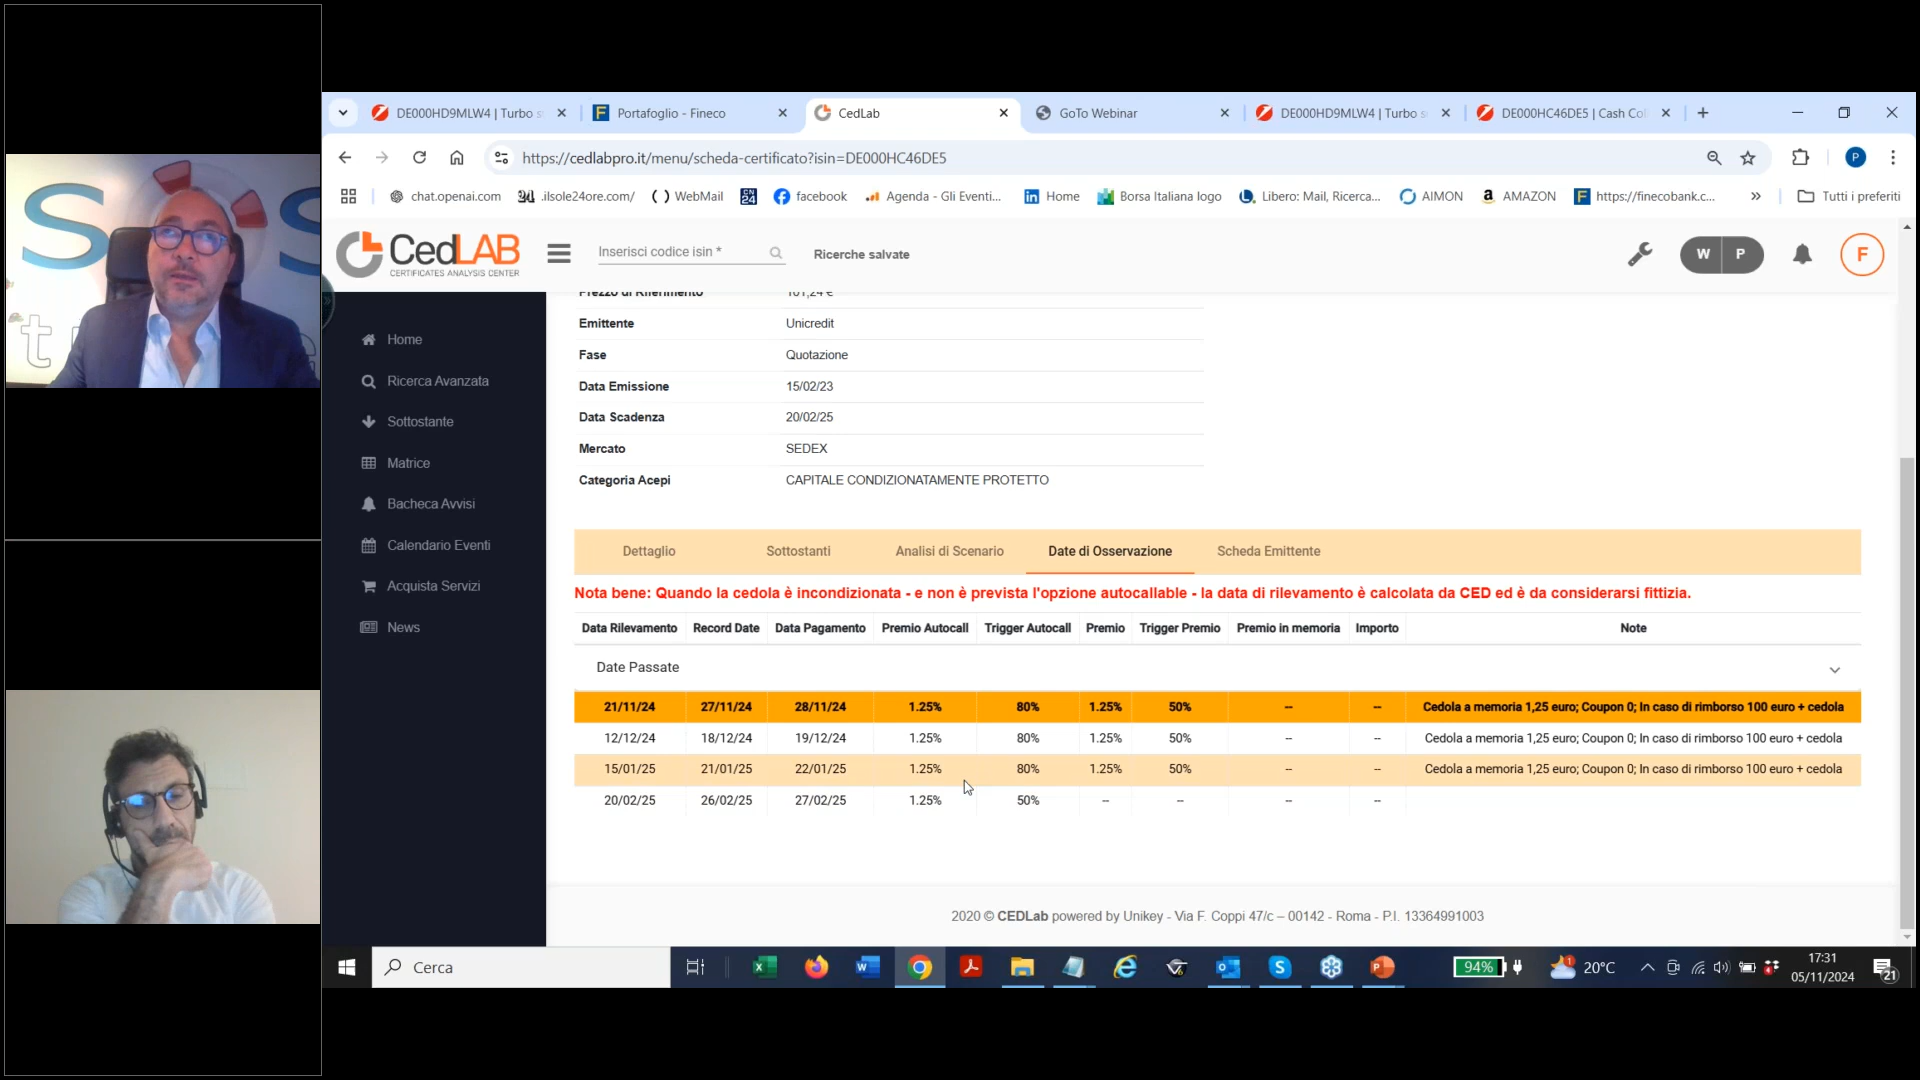 DE000HD9MLW4 | Turbo
Portafoglio - Fineco
CedLab
GoTo Webinar
DE000HD9MLW4 | Turbo
DE000HC46DE5 | Cash Col
https://cedlabpro.it/menu/scheda-certificato?isin=DE000HC46DE5
P
chat.openai.com
24
.ilsole24ore.com/
WebMail
CN
24
facebook
Agenda - Gli Eventi...
Home
Borsa Italiana logo
Libero: Mail, Ricerca...
AIMON
AMAZON
https://finecobank.c...
»
Tutti i preferiti
CedLAB
CERTIFICATES ANALYSIS CENTER
Inserisci codice isin *
Ricerche salvate
W P
F
Home
Ricerca Avanzata
Sottostante
Matrice
Bacheca Avvisi
Calendario Eventi
Acquista Servizi
News
Prezzo di Riferimento 101,24 €
Emittente Unicredit
Fase Quotazione
Data Emissione 15/02/23
Data Scadenza 20/02/25
Mercato SEDEX
Categoria Acepi CAPITALE CONDIZIONATAMENTE PROTETTO
Dettaglio Sottostanti Analisi di Scenario Date di Osservazione Scheda Emittente
Nota bene: Quando la cedola è incondizionata - e non è prevista l'opzione autocallable - la data di rilevamento è calcolata da CED ed è da considerarsi fittizia.
Data Rilevamento Record Date Data Pagamento Premio Autocall Trigger Autocall Premio Trigger Premio Premio in memoria Importo Note
Date Passate
21/11/24 27/11/24 28/11/24 1.25% 80% 1.25% 50% -- -- Cedola a memoria 1,25 euro; Coupon 0; In caso di rimborso 100 euro + cedola
12/12/24 18/12/24 19/12/24 1.25% 80% 1.25% 50% -- -- Cedola a memoria 1,25 euro; Coupon 0; In caso di rimborso 100 euro + cedola
15/01/25 21/01/25 22/01/25 1.25% 80% 1.25% 50% -- -- Cedola a memoria 1,25 euro; Coupon 0; In caso di rimborso 100 euro + cedola
20/02/25 26/02/25 27/02/25 1.25% 50% -- -- -- --
2020 © CEDLab powered by Unikey - Via F. Coppi 47/c – 00142 - Roma - P.I. 13364991003
Cerca
94%
20°C
17:31
05/11/2024
21